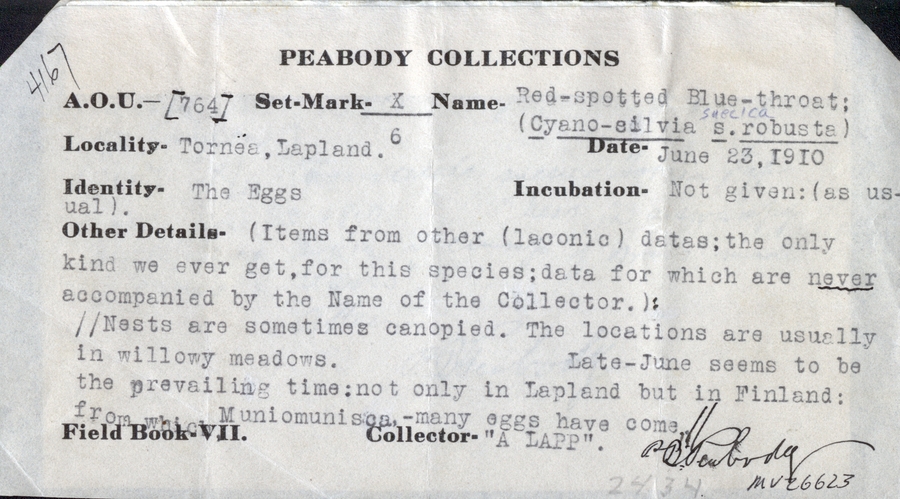 4167
PEABODY COLLECTIONS
A.O.U.— [764] Set-Mark- X Name- Red-spotted Blue-throat;
suecica
(Cyano-silvia s.robusta)
Locality- Tornéa, Lapland. 6 Date- June 23, 1910
Identity- The Eggs Incubation- Not given:(as us-
ual).
Other Details- (Items from other (laconic) datas;the only
kind we ever get,for this species;data for which are never
accompanied by the Name of the Collector.):
//Nests are sometimes canopied. The locations are usually
in willowy meadows. Late-June seems to be
the prevailing time:not only in Lapland but in Finland:
from which Muniomunisca,-many eggs have come.//
Field Book-VII. Collector- "A LAPP".
P.B.Peabody
2434.
MVZ6623